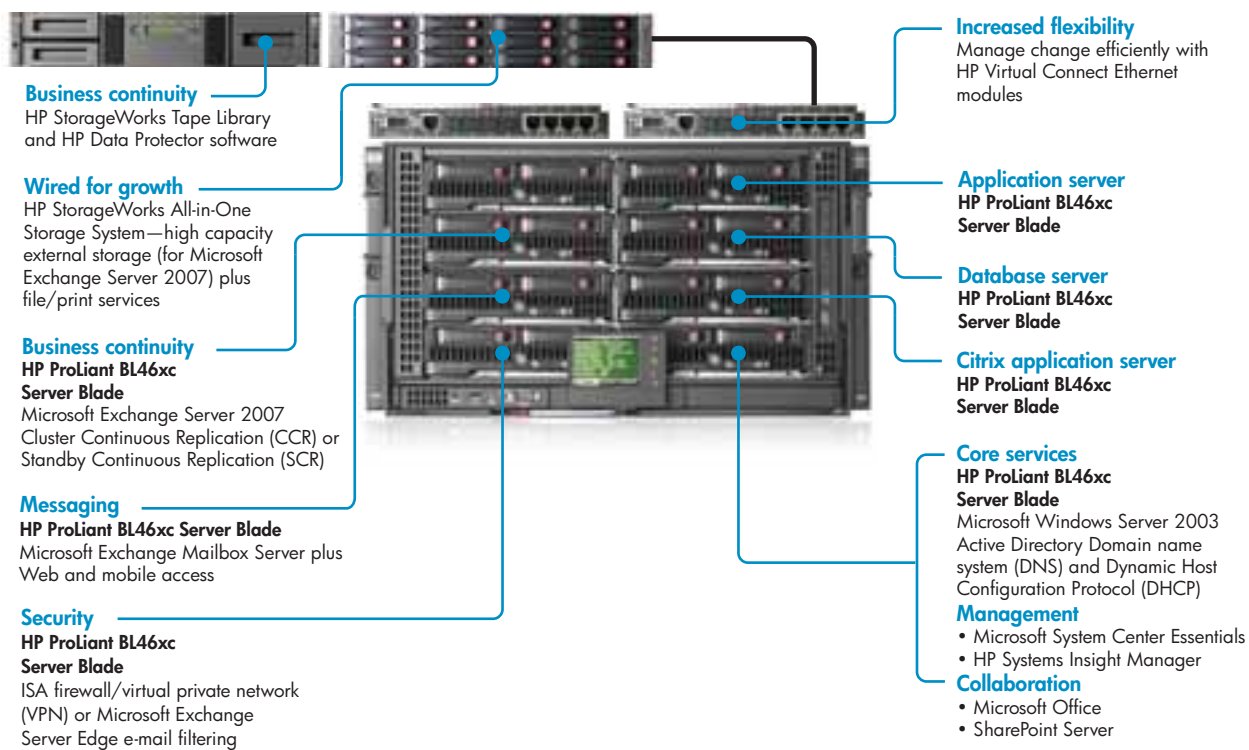 Business continuity
HP StorageWorks Tape Library
and HP Data Protector software
Wired for growth
HP StorageWorks All-in-One
Storage System—high capacity
external storage (for Microsoft
Exchange Server 2007) plus
file/print services
Business continuity
HP ProLiant BL46xc
Server Blade
Microsoft Exchange Server 2007
Cluster Continuous Replication (CCR) or
Standby Continuous Replication (SCR)
Messaging
HP ProLiant BL46xc Server Blade
Microsoft Exchange Mailbox Server plus
Web and mobile access
Security
HP ProLiant BL46xc
Server Blade
ISA firewall/virtual private network
(VPN) or Microsoft Exchange
Server Edge e-mail filtering
Increased flexibility
Manage change efficiently with
HP Virtual Connect Ethernet
modules
Application server
HP ProLiant BL46xc
Server Blade
Database server
HP ProLiant BL46xc
Server Blade
Citrix application server
HP ProLiant BL46xc
Server Blade
Core services
HP ProLiant BL46xc
Server Blade
Microsoft Windows Server 2003
Active Directory Domain name
system (DNS) and Dynamic Host
Configuration Protocol (DHCP)
Management
• Microsoft System Center Essentials
• HP Systems Insight Manager
Collaboration
• Microsoft Office
• SharePoint Server